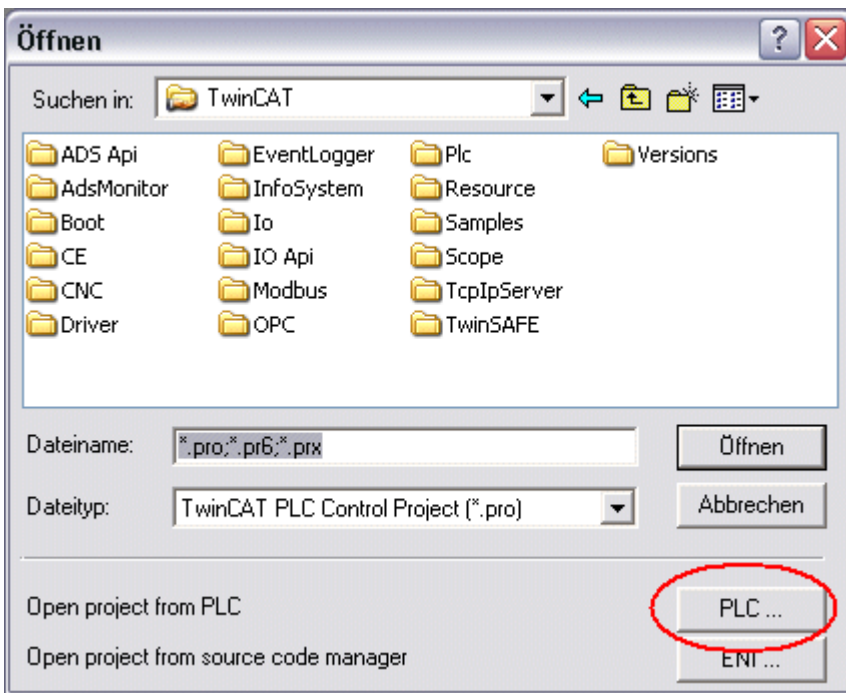 Öffnen
Suchen in: TwinCAT
ADS Api EventLogger Plc Versions
AdsMonitor InfoSystem Resource
Boot Io Samples
CE IO Api Scope
CNC Modbus TcpIpServer
Driver OPC TwinSAFE
Dateiname: *.pro;*.pr6;*.prx Öffnen
Dateityp: TwinCAT PLC Control Project (*.pro) Abbrechen
Open project from PLC PLC ...
Open project from source code manager ENI ...